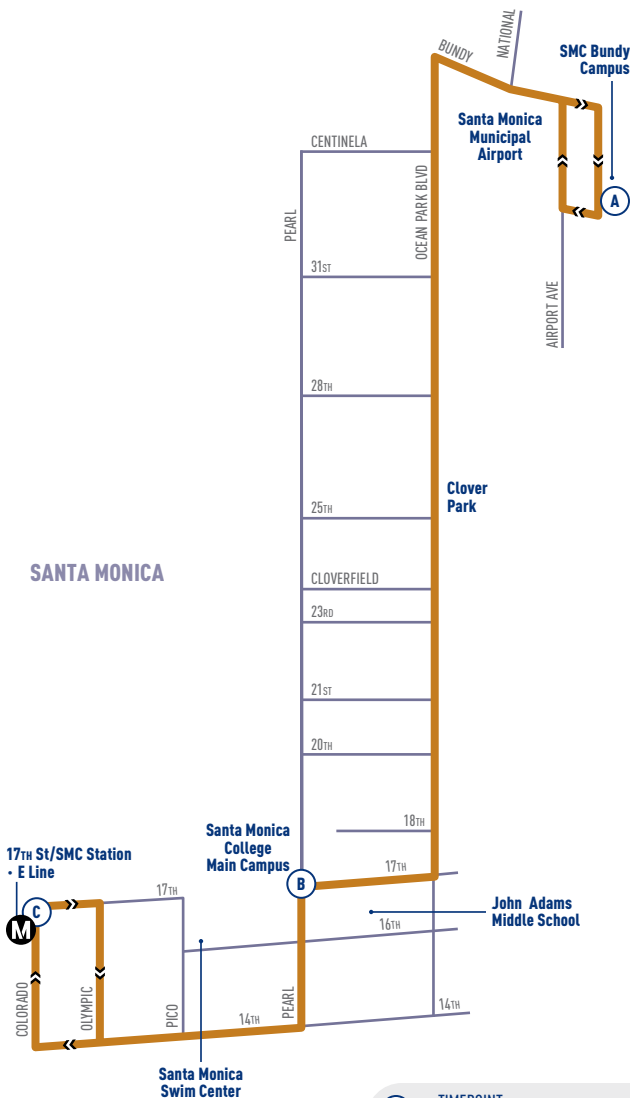 NATIONAL
BUNDY
SMC Bundy
Campus
Santa Monica
Municipal
Airport
CENTINELA
OCEAN PARK BLVD
A
PEARL
31ST
AIRPORT AVE
28TH
Clover
Park
25TH
SANTA MONICA
CLOVERFIELD
23RD
21ST
20TH
18TH
Santa Monica
College
Main Campus
17TH
B
17TH St/SMC Station
• E Line
17TH
C
M
John Adams
Middle School
16TH
COLORADO
OLYMPIC
PICO
14TH
PEARL
14TH
Santa Monica
Swim Center
TIMEPOINT